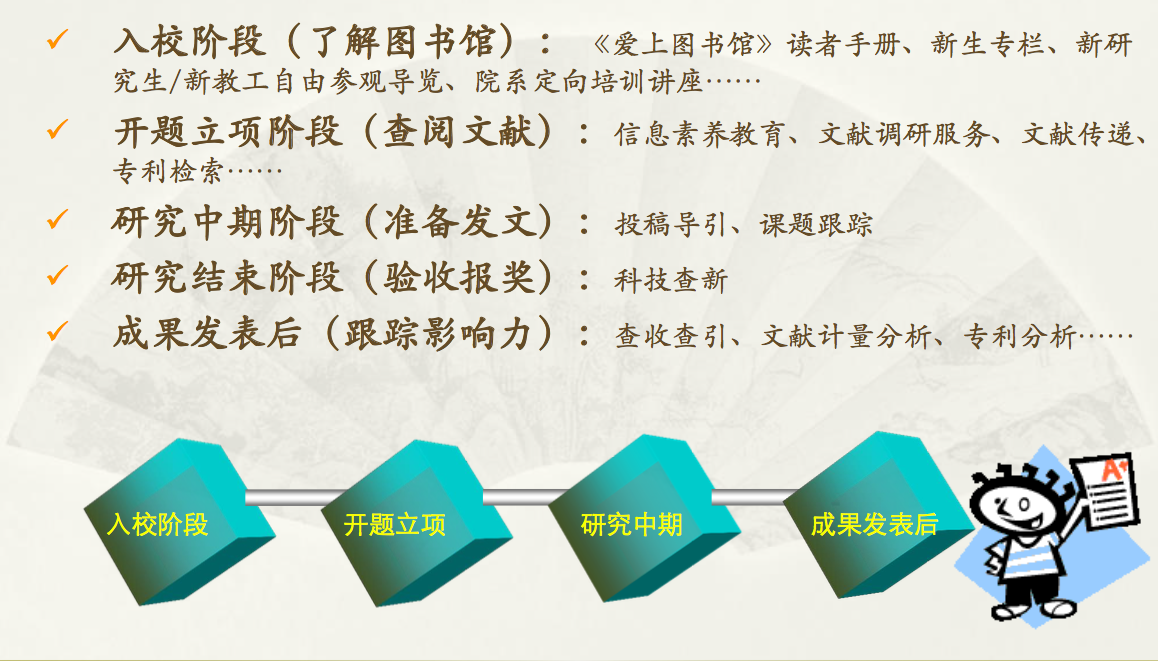 入校阶段（了解图书馆）：《爱上图书馆》读者手册、新生专栏、新研
究生/新教工自由参观导览、院系定向培训讲座……
开题立项阶段（查阅文献）：信息素养教育、文献调研服务、文献传递、
专利检索……
研究中期阶段（准备发文）：投稿导引、课题跟踪
研究结束阶段（验收报奖）：科技查新
成果发表后（跟踪影响力）：查收查引、文献计量分析、专利分析……
入校阶段
开题立项
研究中期
成果发表后
A+